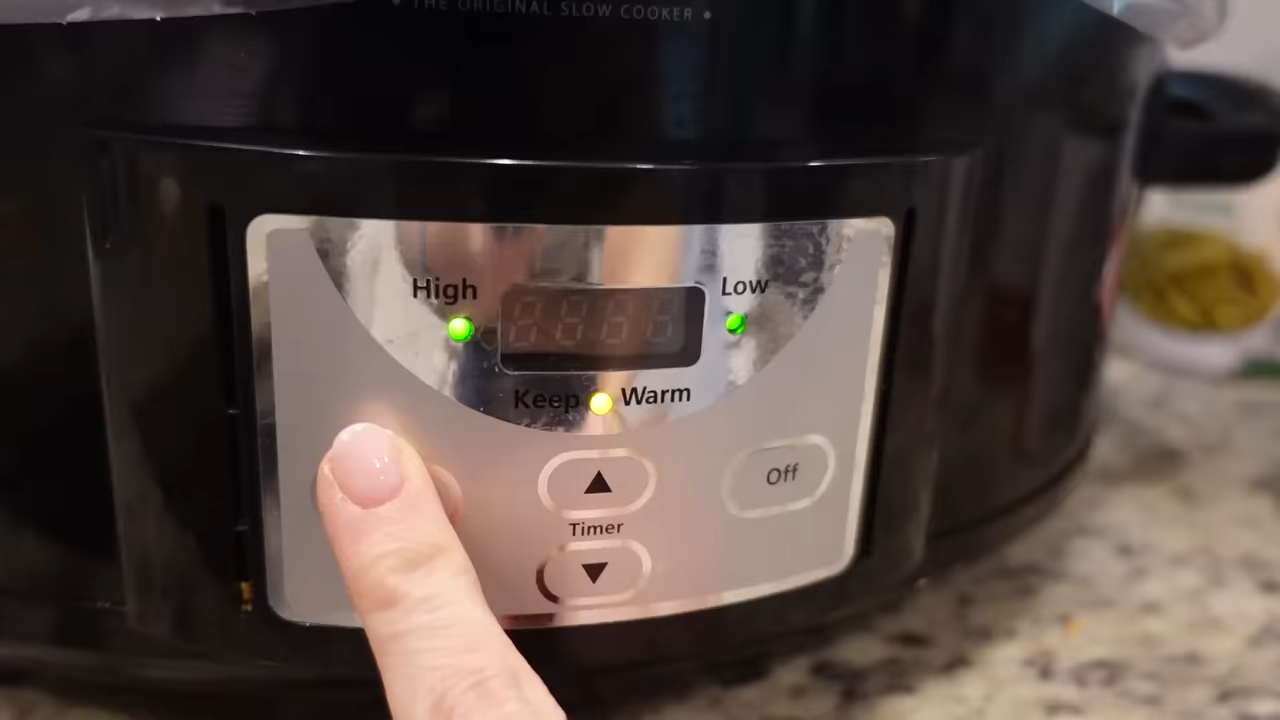 • THE ORIGINAL SLOW COOKER •
High
Low
Keep Warm
Off
Timer